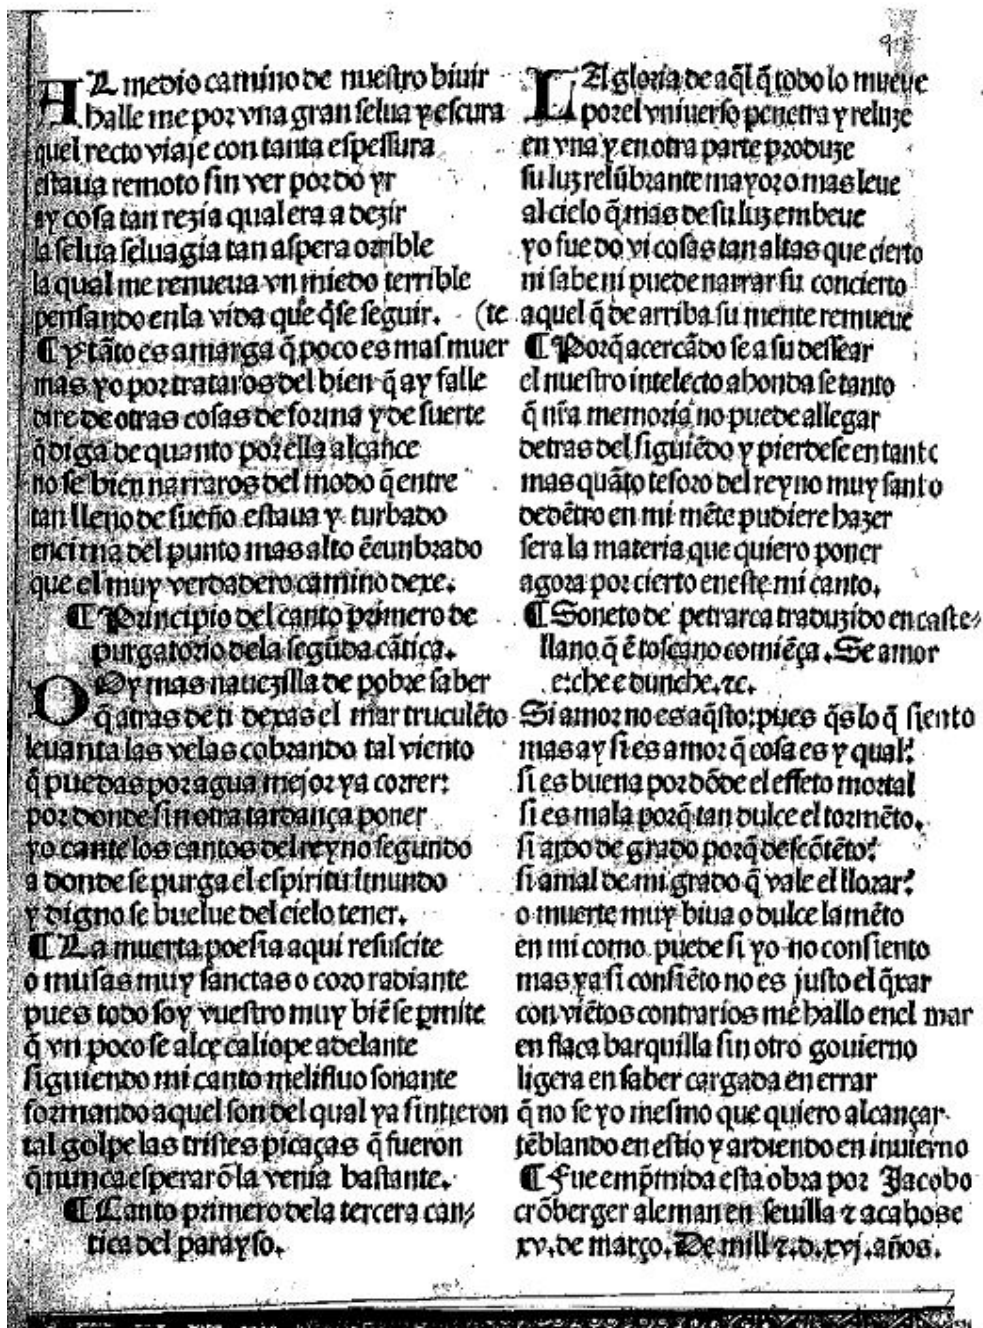 AL medio camino de nuestro biuir
halle me por vna gran selua y escura
quel recto viaje con tanta espessura
estaua remoto sin ver por do yr
ay cosa tan rezia qual era a dezir
la selua seluagia tan aspera orrible
la qual me renueua vn miedo terrible
pensando enla vida que q̃se seguir. (te
¶ Y tãto es amarga q̃ poco es mas muer
mas yo por trataros del bien q̃ ay falle
dire de otras cosas de forma y de suerte
q̃ diga de quanto por ella alcance
no se bien narraros del modo q̃ entre
tan lleno de sueño estaua y turbado
encima del punto mas alto ẽcunbrado
que el muy verdadero camino dexe.
¶ Principio del canto primero de
purgatorio dela segũda cãtica.
OOy mas nauezilla de pobre saber
q̃ atras de ti dexas el mar truculẽto
leuanta las velas cobrando tal viento
q̃ puedas por agua mejor ya correr:
por donde sin otra tardança poner
yo cante los cantos del reyno segundo
a donde se purga el espiritu inmundo
y digno se buelue del cielo tener.
¶ La muerta poesia aqui resuscite
o musas muy sanctas o coro radiante
pues todo soy vuestro muy biẽ se pmite
q̃ vn poco se alce caliope adelante
siguiendo mi canto melifluo sonante
formando aquel son del qual ya sintieron
tal golpe las tristes picaças q̃ fueron
q̃ nunca esperarõ la venia bastante.
¶ Canto primero dela tercera can/
tica del parayso.
LA gloria de aq̃l q̃ todo lo mueue
por el vniuerso penetra y reluze
en vna y en otra parte produze
su luz relũbrante mayor o mas leue
al cielo q̃ mas de su luz embeue
yo fue do vi cosas tan altas que cierto
ni sabe ni puede narrar su concierto
aquel q̃ de arriba su mente remueue
¶ Porq̃ acercãdo se a su dessear
el nuestro intelecto ahonda se tanto
q̃ nr̃a memoria no puede allegar
detras del siguiẽdo y pierdese en tanto
mas quãto tesoro del reyno muy santo
dedẽtro en mi mẽte pudiere hazer
sera la materia que quiero poner
agora por cierto eneste mi canto.
¶ Soneto de petrarca traduzido en caste/
llano q̃ ẽ toscano comiẽça. Se amor
e:che e dunche.⁊c.
Si amor no es aq̃sto: pues q̃s lo q̃ siento
mas ay si es amor q̃ cosa es y qual?
si es buena por dõde el effeto mortal
si es mala porq̃ tan dulce el tormẽto.
si ardo de grado porq̃ descõtẽto?
si amal de mi grado q̃ vale el llorar?
o muerte muy biua o dulce lamẽto
en mi como puede si yo no consiento
mas ya si consiẽto no es justo el q̃xar
con viẽtos contrarios me hallo enel mar
en flaca barquilla sin otro gouierno
ligera en saber cargada en errar
q̃ no se yo mesmo que quiero alcançar
tẽblando en estio y ardiendo en inuierno
¶ Fue emp̃mida esta obra por Jacobo
crõberger aleman en seuilla ⁊ acabose
xv. de março. De mill ⁊.d.xvj.años.